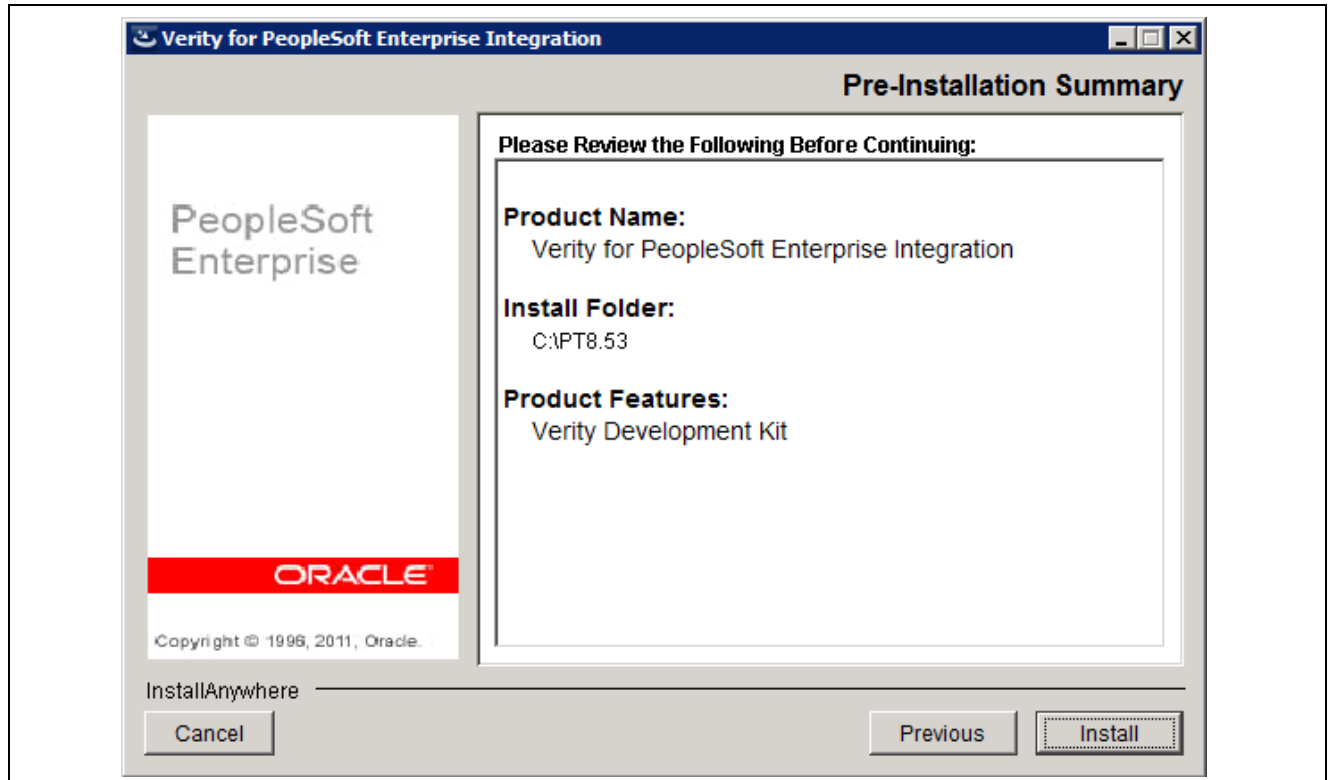 Verity for PeopleSoft Enterprise Integration
Pre-Installation Summary
PeopleSoft
Enterprise
ORACLE
Copyright © 1996, 2011, Oracle.
Please Review the Following Before Continuing:
Product Name:
Verity for PeopleSoft Enterprise Integration
Install Folder:
C:\PT8.53
Product Features:
Verity Development Kit
InstallAnywhere
Cancel
Previous
Install